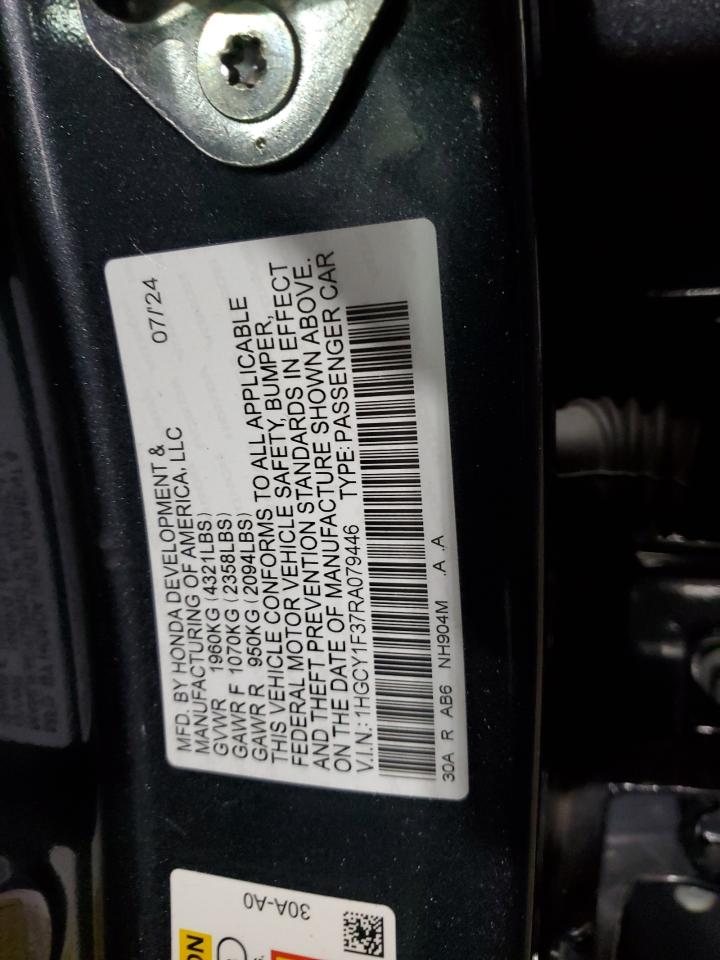 MFD. BY HONDA DEVELOPMENT & 07/'24
MANUFACTURING OF AMERICA, LLC
GVWR 1960KG (4321LBS)
GAWR F 1070KG (2358LBS)
GAWR R 950KG (2094LBS)
THIS VEHICLE CONFORMS TO ALL APPLICABLE
FEDERAL MOTOR VEHICLE SAFETY, BUMPER,
AND THEFT PREVENTION STANDARDS IN EFFECT
ON THE DATE OF MANUFACTURE SHOWN ABOVE.
V.I.N.: 1HGCY1F37RA079446 TYPE: PASSENGER CAR
30A R AB6 NH904M .A .A
30A-A0